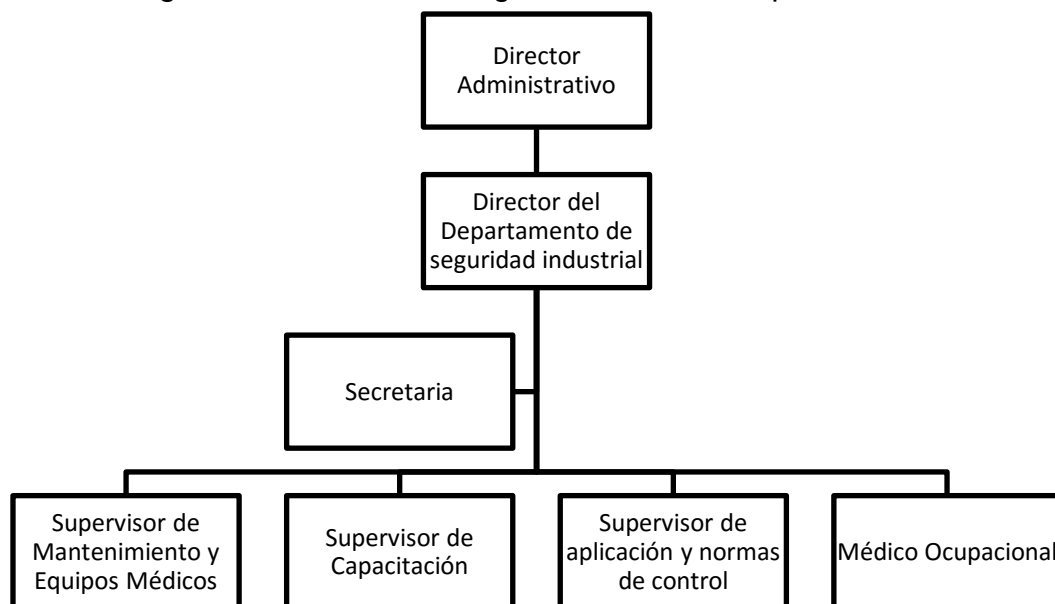 Director
Administrativo
Director del
Departamento de
seguridad industrial
Secretaria
Supervisor de
Mantenimiento y
Equipos Médicos
Supervisor de
Capacitación
Supervisor de
aplicación y normas
de control
Médico Ocupacional